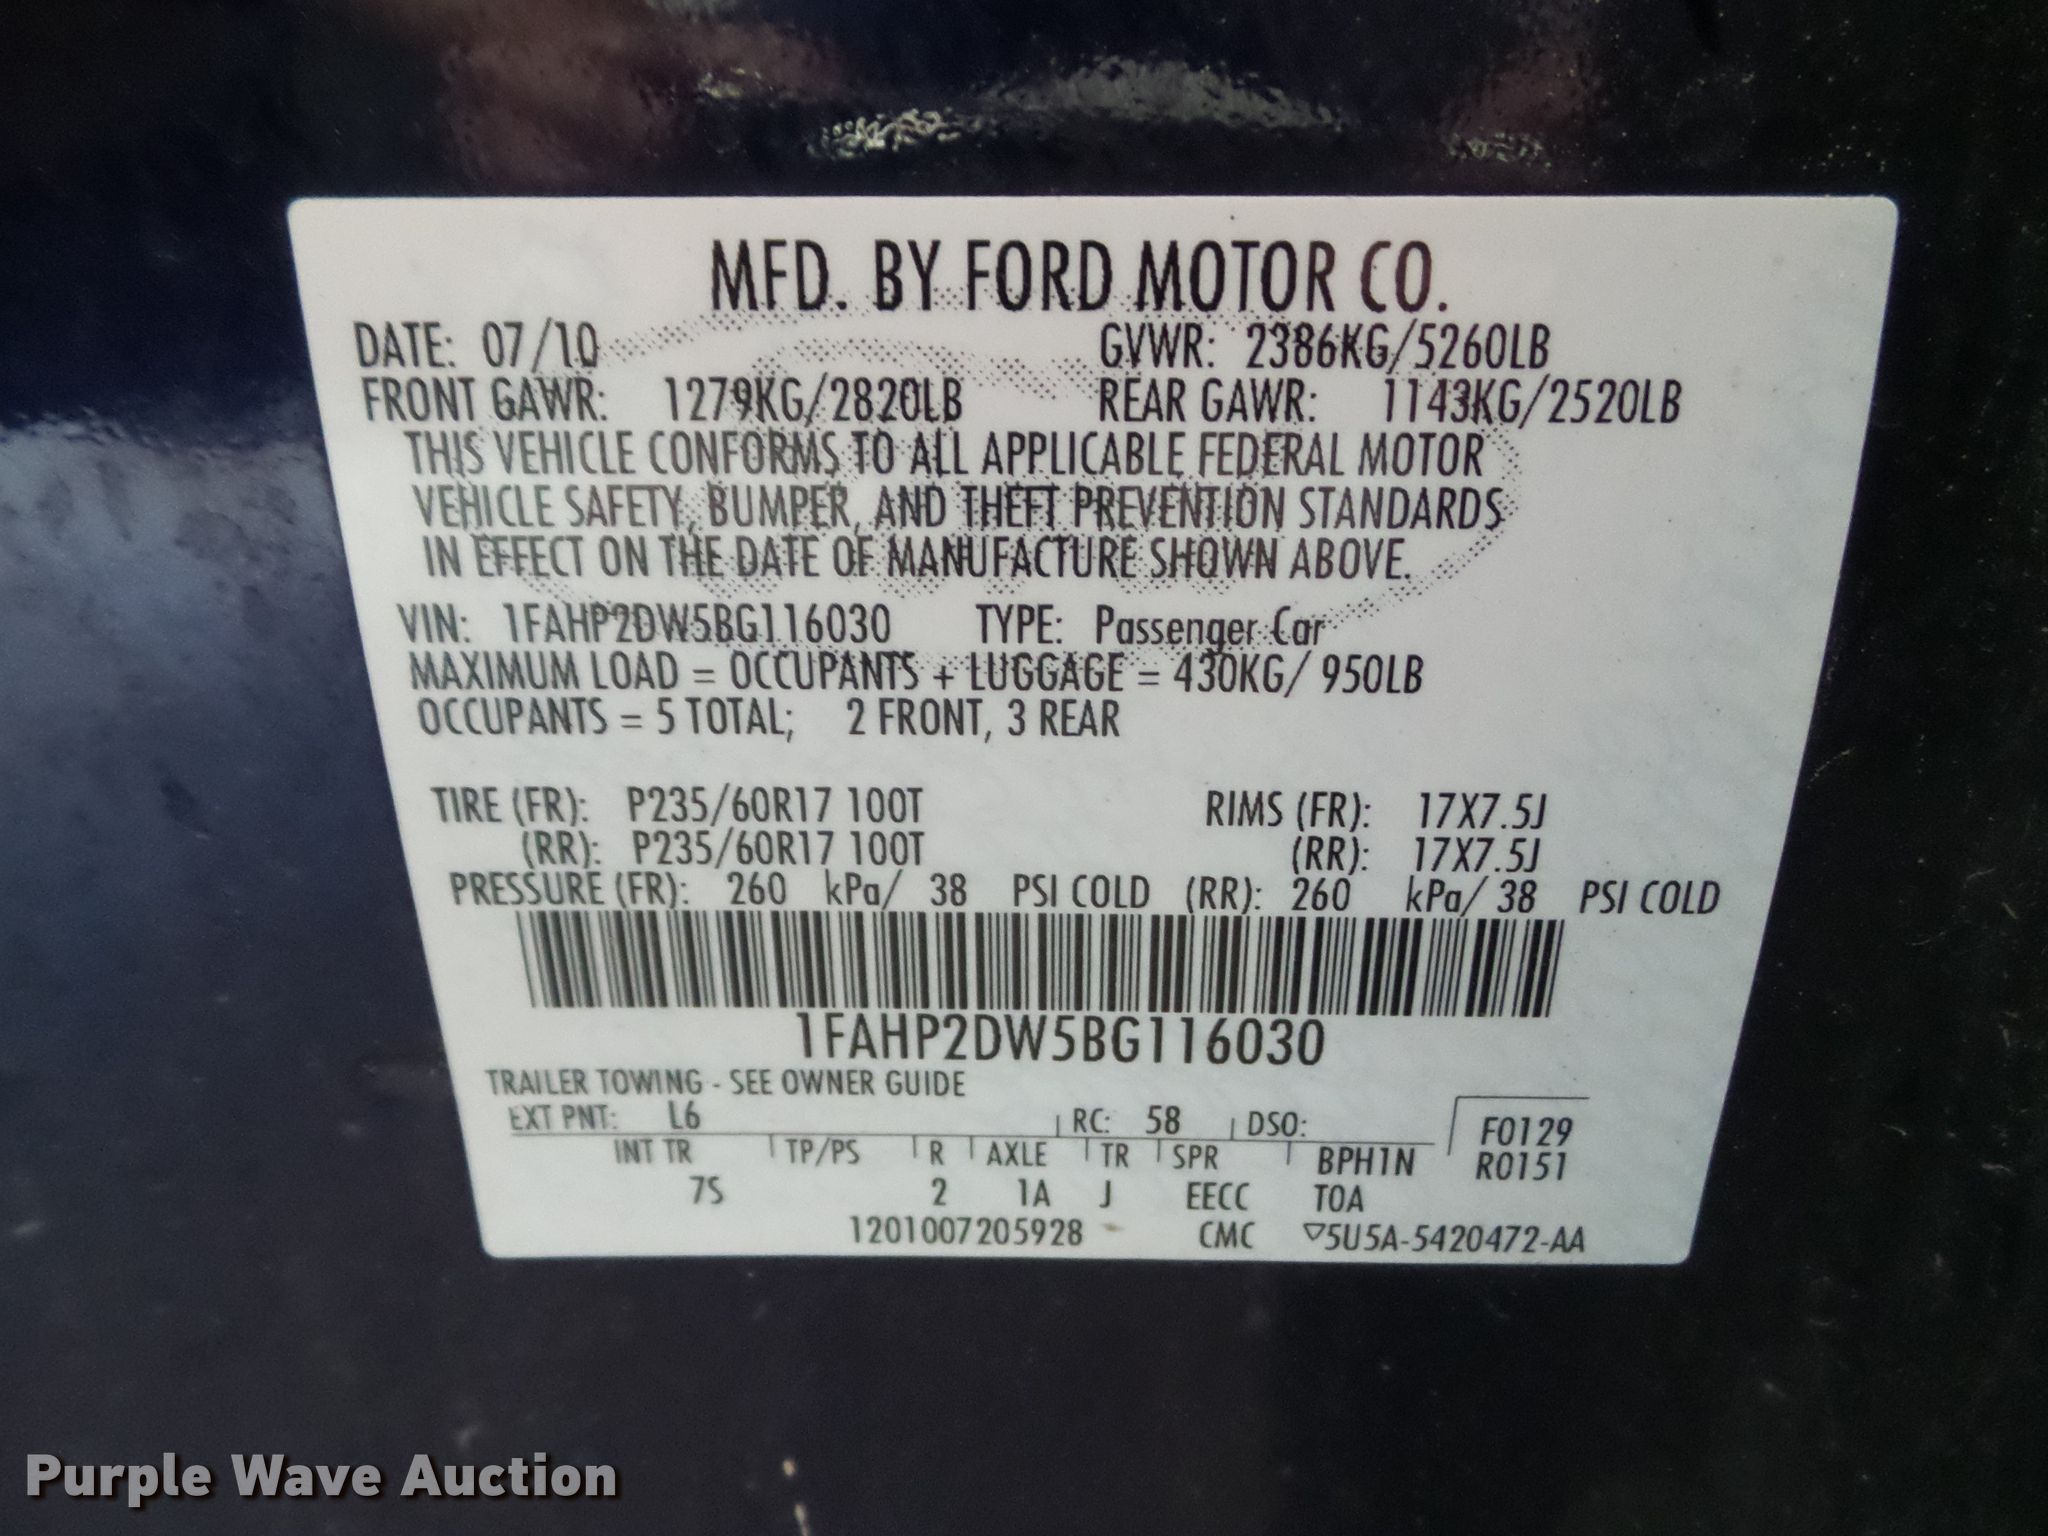 MFD. BY FORD MOTOR CO.
DATE: 07/10 GVWR: 2386KG/5260LB
FRONT GAWR: 1279KG/2820LB REAR GAWR: 1143KG/2520LB
THIS VEHICLE CONFORMS TO ALL APPLICABLE FEDERAL MOTOR
VEHICLE SAFETY, BUMPER, AND THEFT PREVENTION STANDARDS
IN EFFECT ON THE DATE OF MANUFACTURE SHOWN ABOVE.
VIN: 1FAHP2DW5BG116030 TYPE: Passenger Car
MAXIMUM LOAD = OCCUPANTS + LUGGAGE = 430KG/ 950LB
OCCUPANTS = 5 TOTAL; 2 FRONT, 3 REAR
TIRE (FR): P235/60R17 100T RIMS (FR): 17X7.5J
(RR): P235/60R17 100T (RR): 17X7.5J
PRESSURE (FR): 260 kPa/ 38 PSI COLD (RR): 260 kPa/ 38 PSI COLD
1FAHP2DW5BG116030
TRAILER TOWING - SEE OWNER GUIDE
EXT PNT: L6 RC: 58 DSO: F0129
INT TR TP/PS R AXLE TR SPR BPH1N R0151
7S 2 1A J EECC TOA
1201007205928 CMC ▽5U5A-5420472-AA
Purple Wave Auction